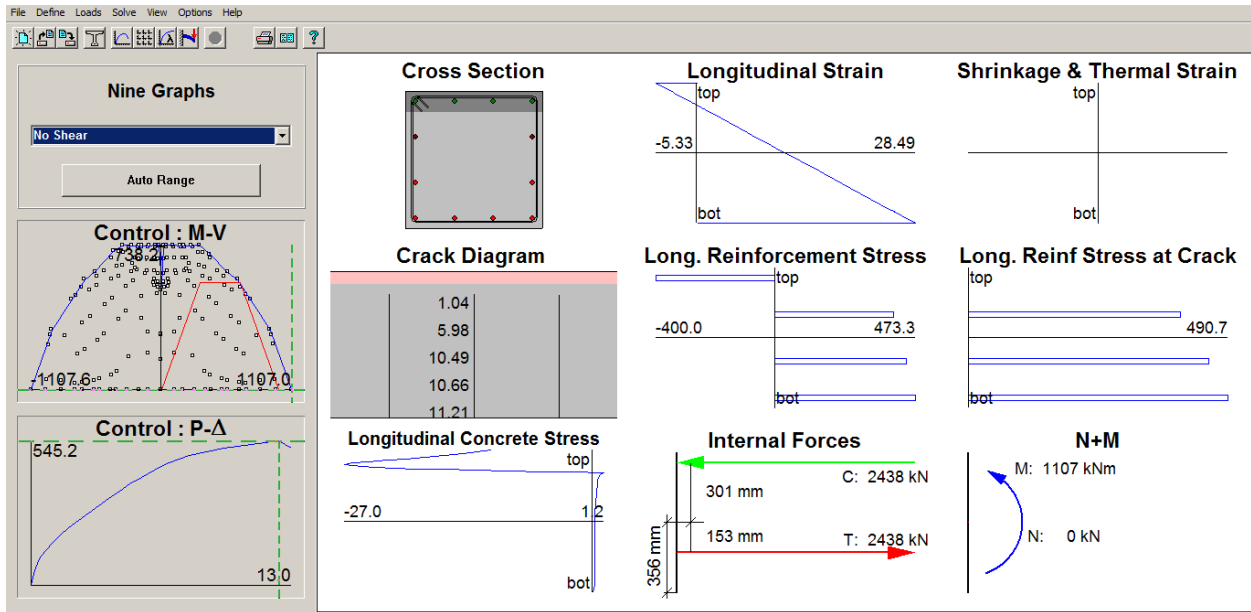 File Define Loads Solve View Options Help
Nine Graphs
No Shear
Auto Range
Control : M-V
738.2
-1107.6 1107.0
Control : P-Δ
545.2
13.0
Cross Section
Longitudinal Strain
top
-5.33 28.49
bot
Shrinkage & Thermal Strain
top
bot
Crack Diagram
1.04
5.98
10.49
10.66
11.21
Long. Reinforcement Stress
top
-400.0 473.3
bot
Long. Reinf Stress at Crack
top
490.7
bot
Longitudinal Concrete Stress
top
-27.0 1.2
bot
Internal Forces
C: 2438 kN
301 mm
153 mm T: 2438 kN
356 mm
N+M
M: 1107 kNm
N: 0 kN